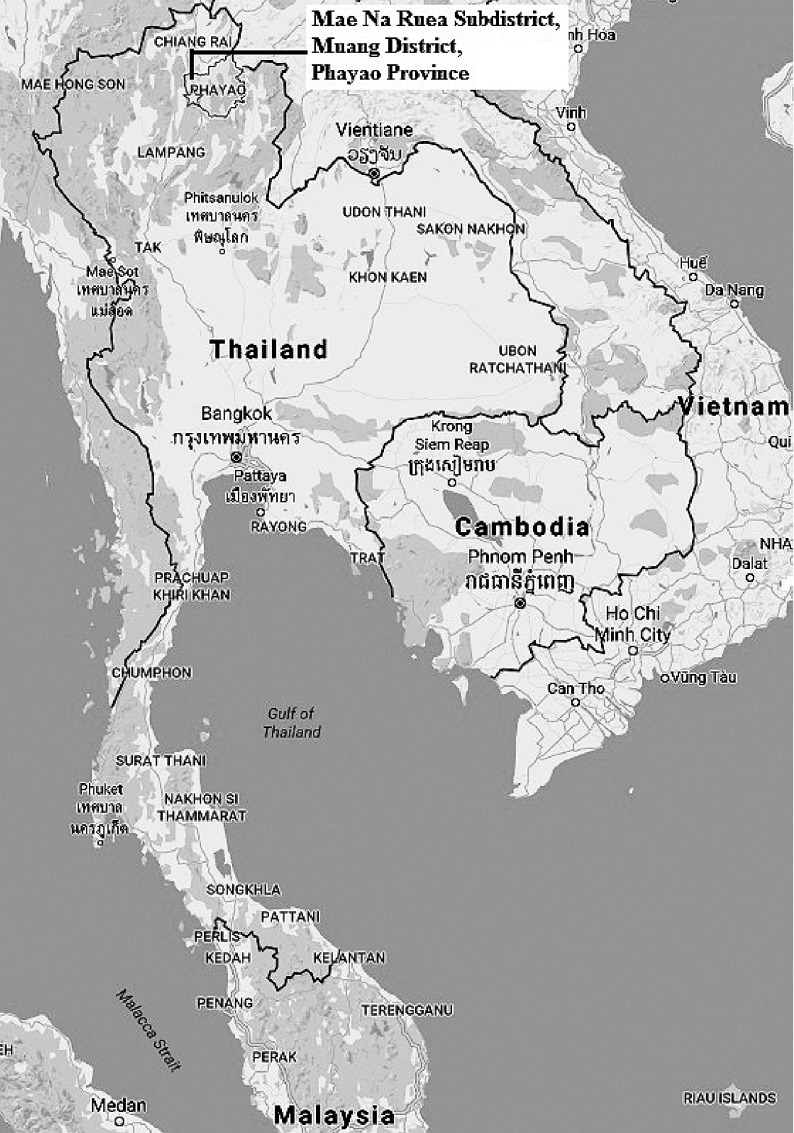 Mae Na Ruea Subdistrict,
Muang District,
Phayao Province
CHIANG RAI
MAE HONG SON
PHAYAO
Vinh
Vientiane
ວຽງຈັນ
LAMPANG
Phitsanulok
เทศบาลนคร
พิษณุโลก
UDON THANI
SAKON NAKHON
TAK
Mae Sot
เทศบาลนคร
แม่สอด
KHON KAEN
Huế
Da Nang
Thailand
UBON
RATCHATHANI
Vietnam
Bangkok
กรุงเทพมหานคร
Krong
Siem Reap
ក្រុងសៀមរាប
Qui
Pattaya
เมืองพัทยา
RAYONG
Cambodia
TRAT
Phnom Penh
រាជធានីភ្នំពេញ
NHA
Dalat
PRACHUAP
KHIRI KHAN
Ho Chi
Minh City
CHUMPHON
Vũng Tàu
Can Tho
Gulf of
Thailand
SURAT THANI
Phuket
เทศบาล
นครภูเก็ต
NAKHON SI
THAMMARAT
SONGKHLA
PATTANI
PERLIS
KEDAH
KELANTAN
PENANG
TERENGGANU
Malacca Strait
PERAK
EH
Medan
Malaysia
RIAU ISLANDS